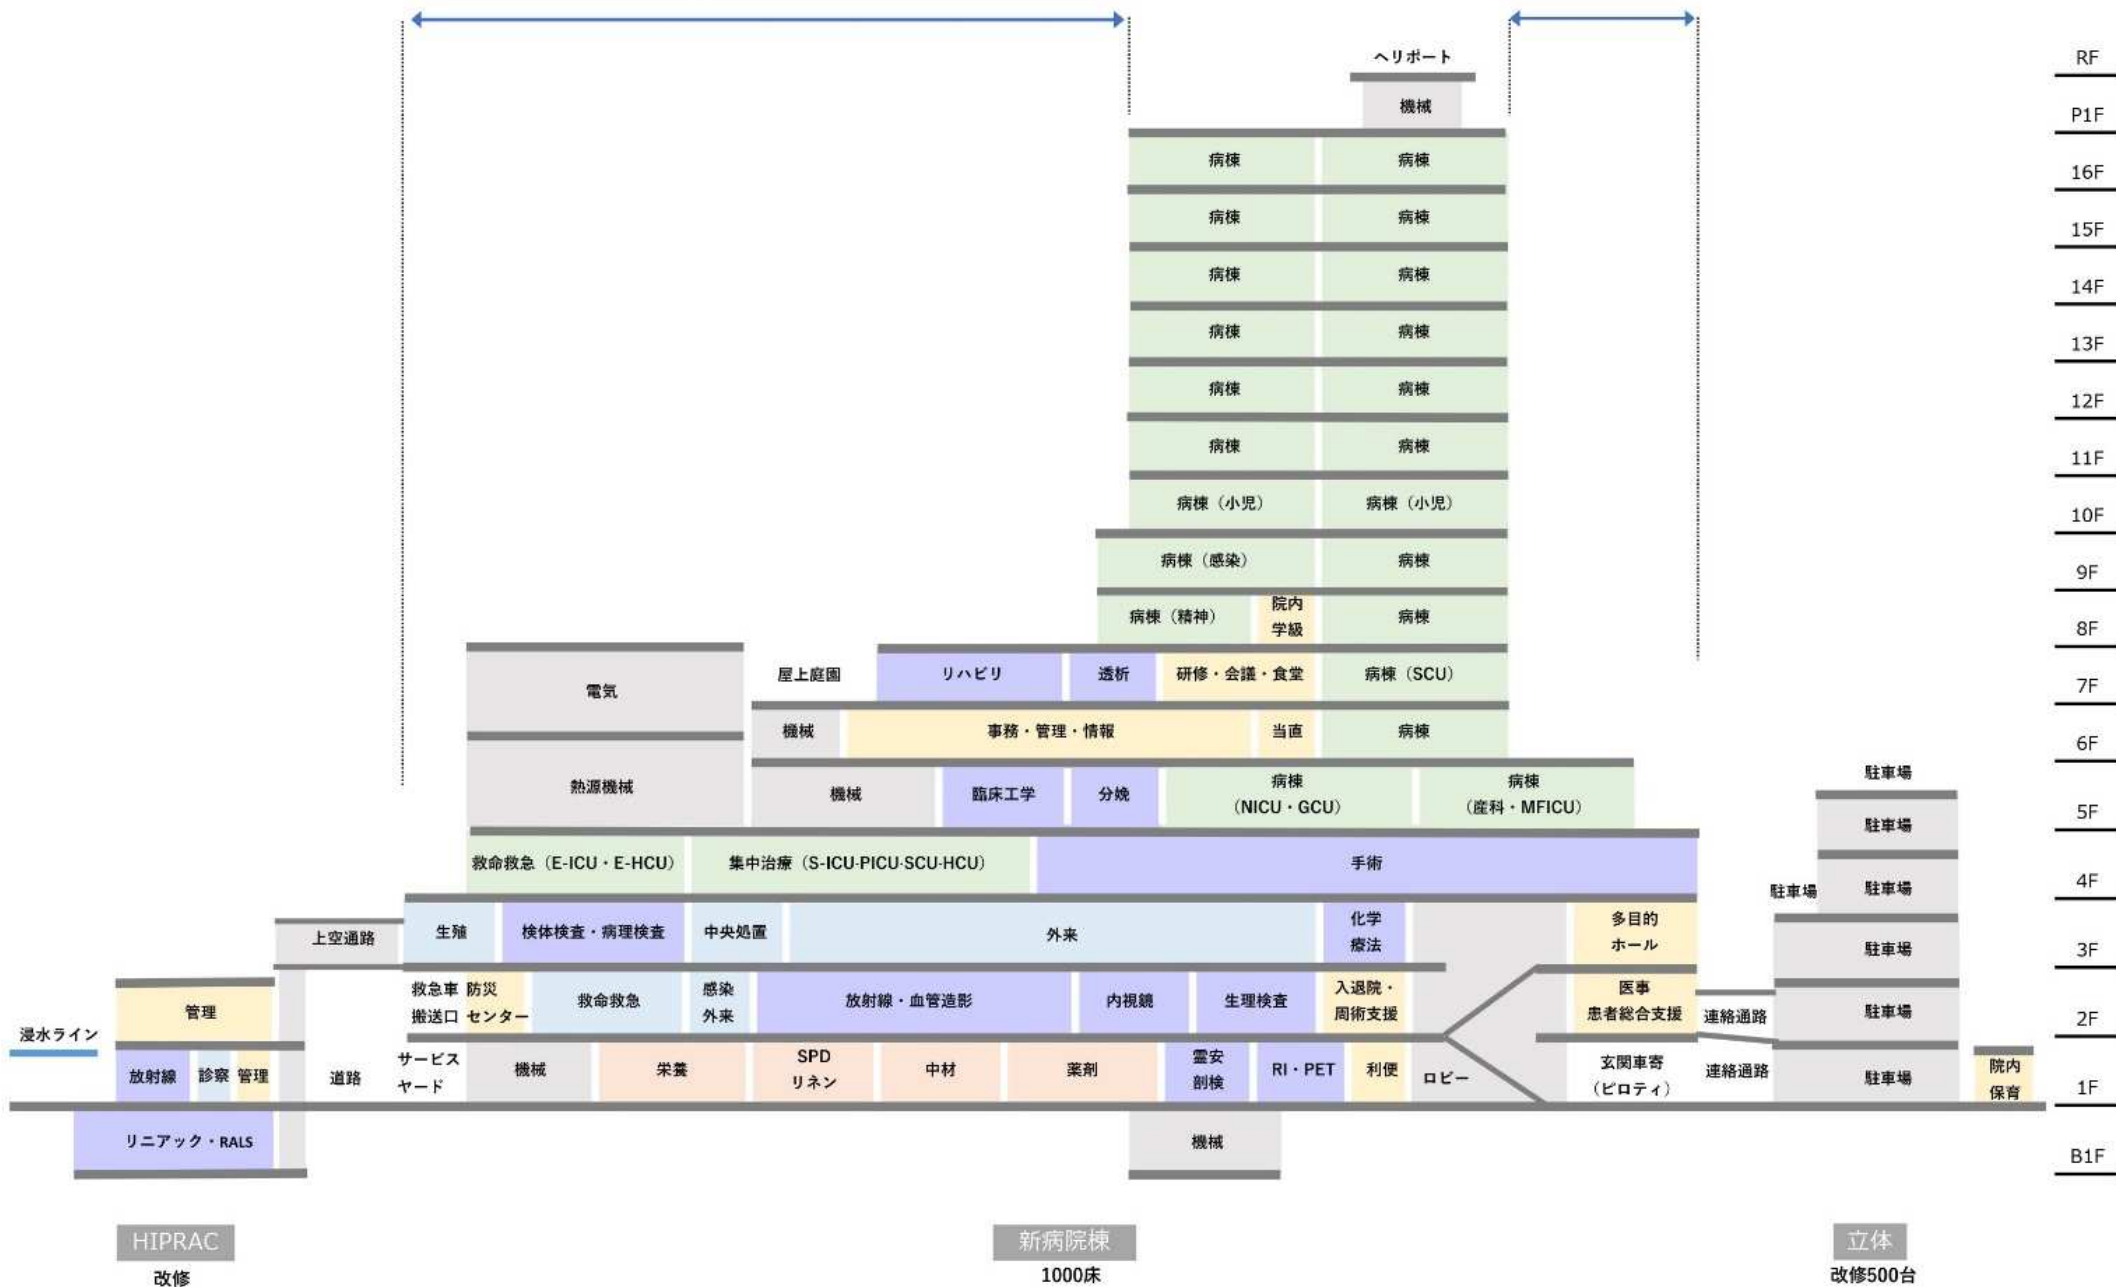 ヘリポート
RF
機械
P1F
病棟 病棟
16F
病棟 病棟
15F
病棟 病棟
14F
病棟 病棟
13F
病棟 病棟
12F
病棟 病棟
11F
病棟（小児） 病棟（小児）
10F
病棟（感染） 病棟
9F
病棟（精神）
院内
学級
病棟
8F
電気
屋上庭園
リハビリ
透析
研修・会議・食堂
病棟（SCU）
7F
機械
事務・管理・情報
当直
病棟
6F
熱源機械
機械
臨床工学
分娩
病棟
（NICU・GCU）
病棟
（産科・MFICU）
駐車場
駐車場
5F
救命救急（E-ICU・E-HCU）
集中治療（S-ICU・PICU・SCU・HCU）
手術
駐車場
駐車場
4F
上空通路
生殖
検体検査・病理検査
中央処置
外来
化学
療法
多目的
ホール
駐車場
3F
管理
救急車
搬送口
防災
センター
救命救急
感染
外来
放射線・血管造影
内視鏡
生理検査
入退院・
周術支援
医事
患者総合支援
連絡通路
駐車場
2F
浸水ライン
放射線
診察
管理
道路
サービス
ヤード
機械
栄養
SPD
リネン
中材
薬剤
霊安
剖検
RI・PET
利便
ロビー
玄関車寄
（ピロティ）
連絡通路
駐車場
院内
保育
1F
リニアック・RALS
機械
B1F
HIPRAC
改修
新病院棟
1000床
立体
改修500台